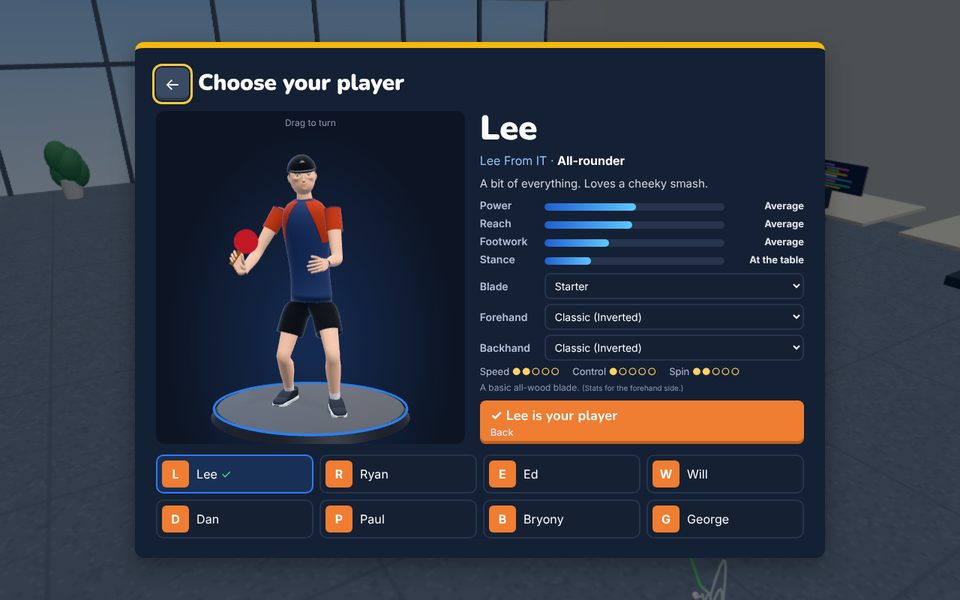 ← Choose your player
Drag to turn
Lee
Lee From IT · All-rounder
A bit of everything. Loves a cheeky smash.
Power Average
Reach Average
Footwork Average
Stance At the table
Blade Starter
Forehand Classic (Inverted)
Backhand Classic (Inverted)
Speed ●●○○○ Control ●○○○○ Spin ●●○○○
A basic all-wood blade. (Stats for the forehand side.)
✓ Lee is your player
Back
L Lee ✓
R Ryan
E Ed
W Will
D Dan
P Paul
B Bryony
G George